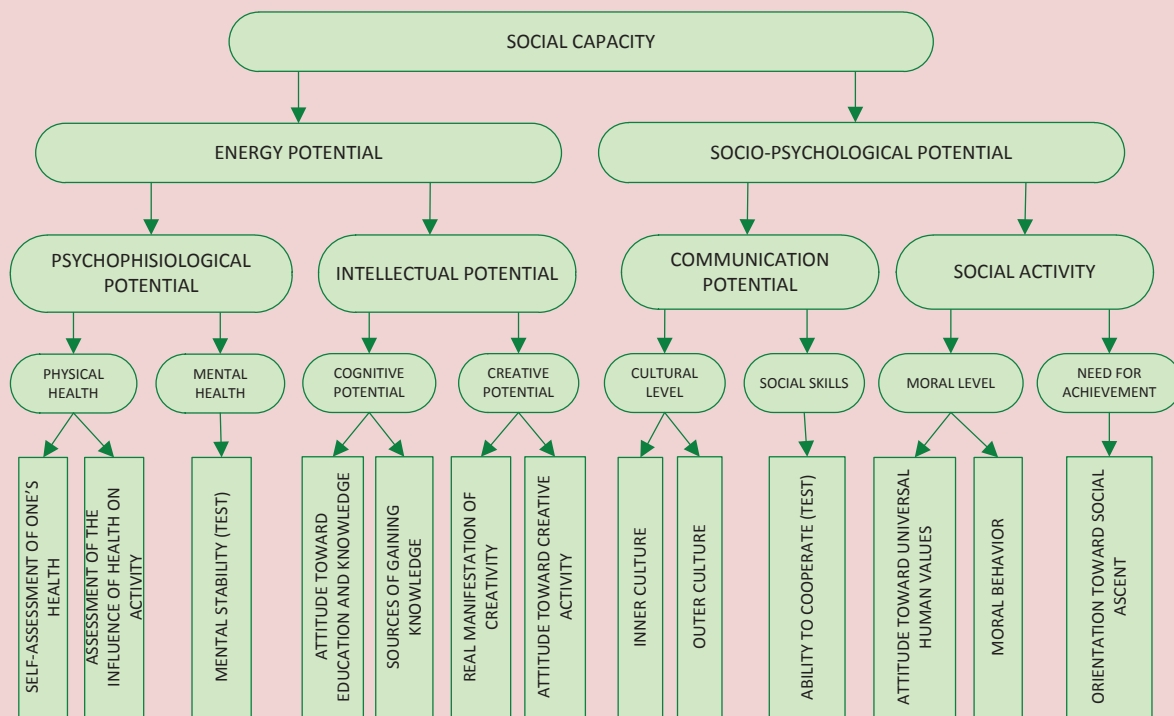 SOCIAL CAPACITY
ENERGY POTENTIAL
SOCIO-PSYCHOLOGICAL POTENTIAL
PSYCHOPHISIOLOGICAL
POTENTIAL
INTELLECTUAL POTENTIAL
COMMUNICATION
POTENTIAL
SOCIAL ACTIVITY
PHYSICAL
HEALTH
MENTAL
HEALTH
COGNITIVE
POTENTIAL
CREATIVE
POTENTIAL
CULTURAL
LEVEL
SOCIAL SKILLS
MORAL LEVEL
NEED FOR
ACHIEVEMENT
SELF-ASSESSMENT OF ONE’S
HEALTH
ASSESSMENT OF THE
INFLUENCE OF HEALTH ON
ACTIVITY
MENTAL STABILITY (TEST)
ATTITUDE TOWARD
EDUCATION AND KNOWLEDGE
SOURCES OF GAINING
KNOWLEDGE
REAL MANIFESTATION OF
CREATIVITY
ATTITUDE TOWARD CREATIVE
ACTIVITY
INNER CULTURE
OUTER CULTURE
ABILITY TO COOPERATE (TEST)
ATTITUDE TOWARD UNIVERSAL
HUMAN VALUES
MORAL BEHAVIOR
ORIENTATION TOWARD SOCIAL
ASCENT